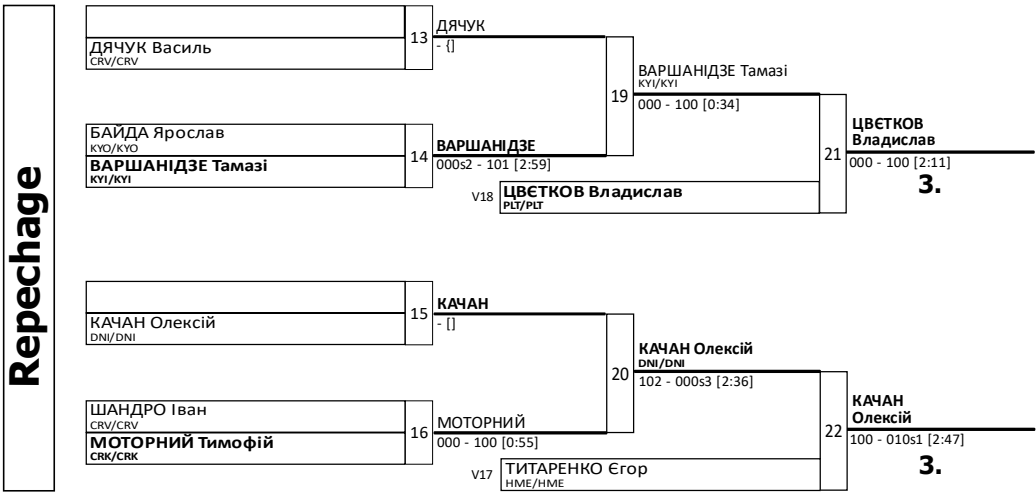 Repechage
13
ДЯЧУК
ДЯЧУК Василь
CRV/CRV
- {]
19
ВАРШАНІДЗЕ Тамазі
KYI/KYI
000 - 100 [0:34]
БАЙДА Ярослав
KYO/KYO
ВАРШАНІДЗЕ Тамазі
KYI/KYI
14
ВАРШАНІДЗЕ
000s2 - 101 [2:59]
21
ЦВЄТКОВ
Владислав
000 - 100 [2:11]
3.
V18
ЦВЄТКОВ Владислав
PLT/PLT
15
КАЧАН
КАЧАН Олексій
DNI/DNI
- []
20
КАЧАН Олексій
DNI/DNI
102 - 000s3 [2:36]
ШАНДРО Іван
CRV/CRV
МОТОРНИЙ Тимофій
CRK/CRK
16
МОТОРНИЙ
000 - 100 [0:55]
22
КАЧАН
Олексій
100 - 010s1 [2:47]
3.
V17
ТИТАРЕНКО Єгор
HME/HME